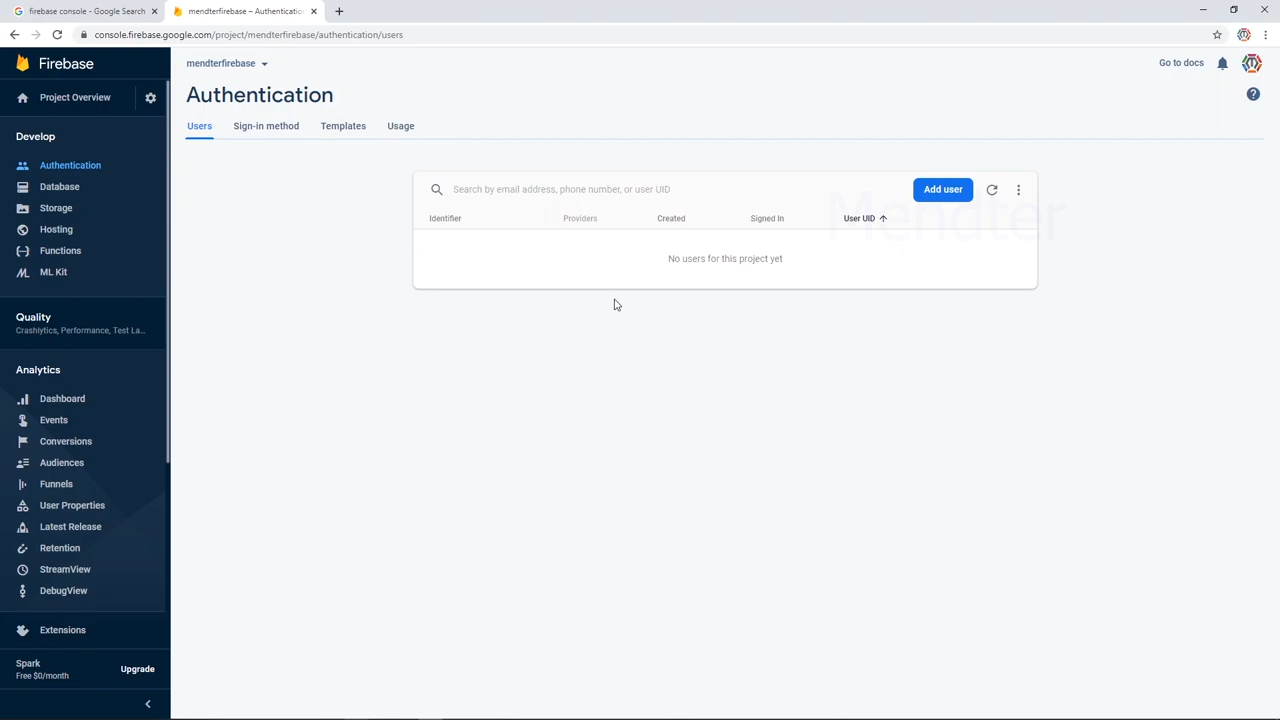 firebase console - Google Search
mendterfirebase – Authentication
console.firebase.google.com/project/mendterfirebase/authentication/users
Firebase
Project Overview
Develop
Authentication
Database
Storage
Hosting
Functions
ML Kit
Quality
Crashlytics, Performance, Test La...
Analytics
Dashboard
Events
Conversions
Audiences
Funnels
User Properties
Latest Release
Retention
StreamView
DebugView
Extensions
Spark
Free $0/month
Upgrade
mendterfirebase
Go to docs
Authentication
Users Sign-in method Templates Usage
Search by email address, phone number, or user UID
Add user
Mendter
Identifier Providers Created Signed In User UID
No users for this project yet